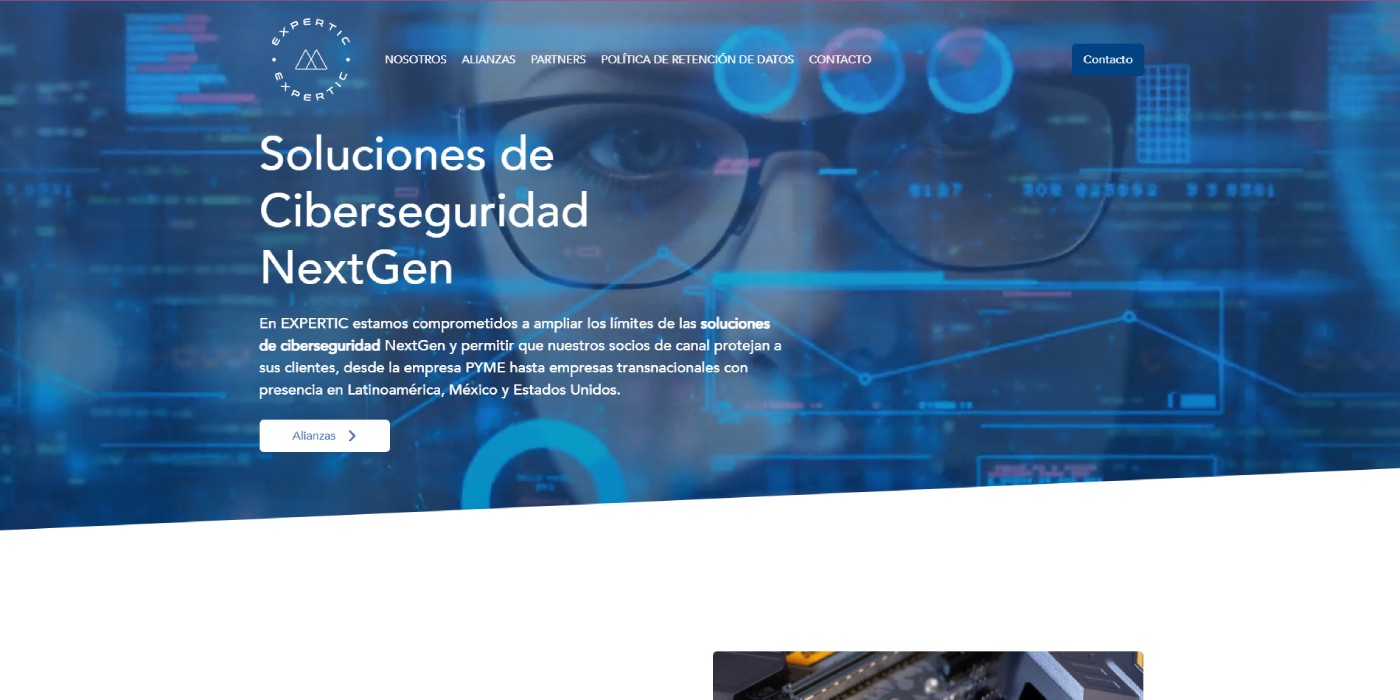 EXPERTIC
EXPERTIC
NOSOTROS ALIANZAS PARTNERS POLÍTICA DE RETENCIÓN DE DATOS CONTACTO
Contacto
Soluciones de
Ciberseguridad
NextGen
En EXPERTIC estamos comprometidos a ampliar los límites de las soluciones
de ciberseguridad NextGen y permitir que nuestros socios de canal protejan a
sus clientes, desde la empresa PYME hasta empresas transnacionales con
presencia en Latinoamérica, México y Estados Unidos.
Alianzas